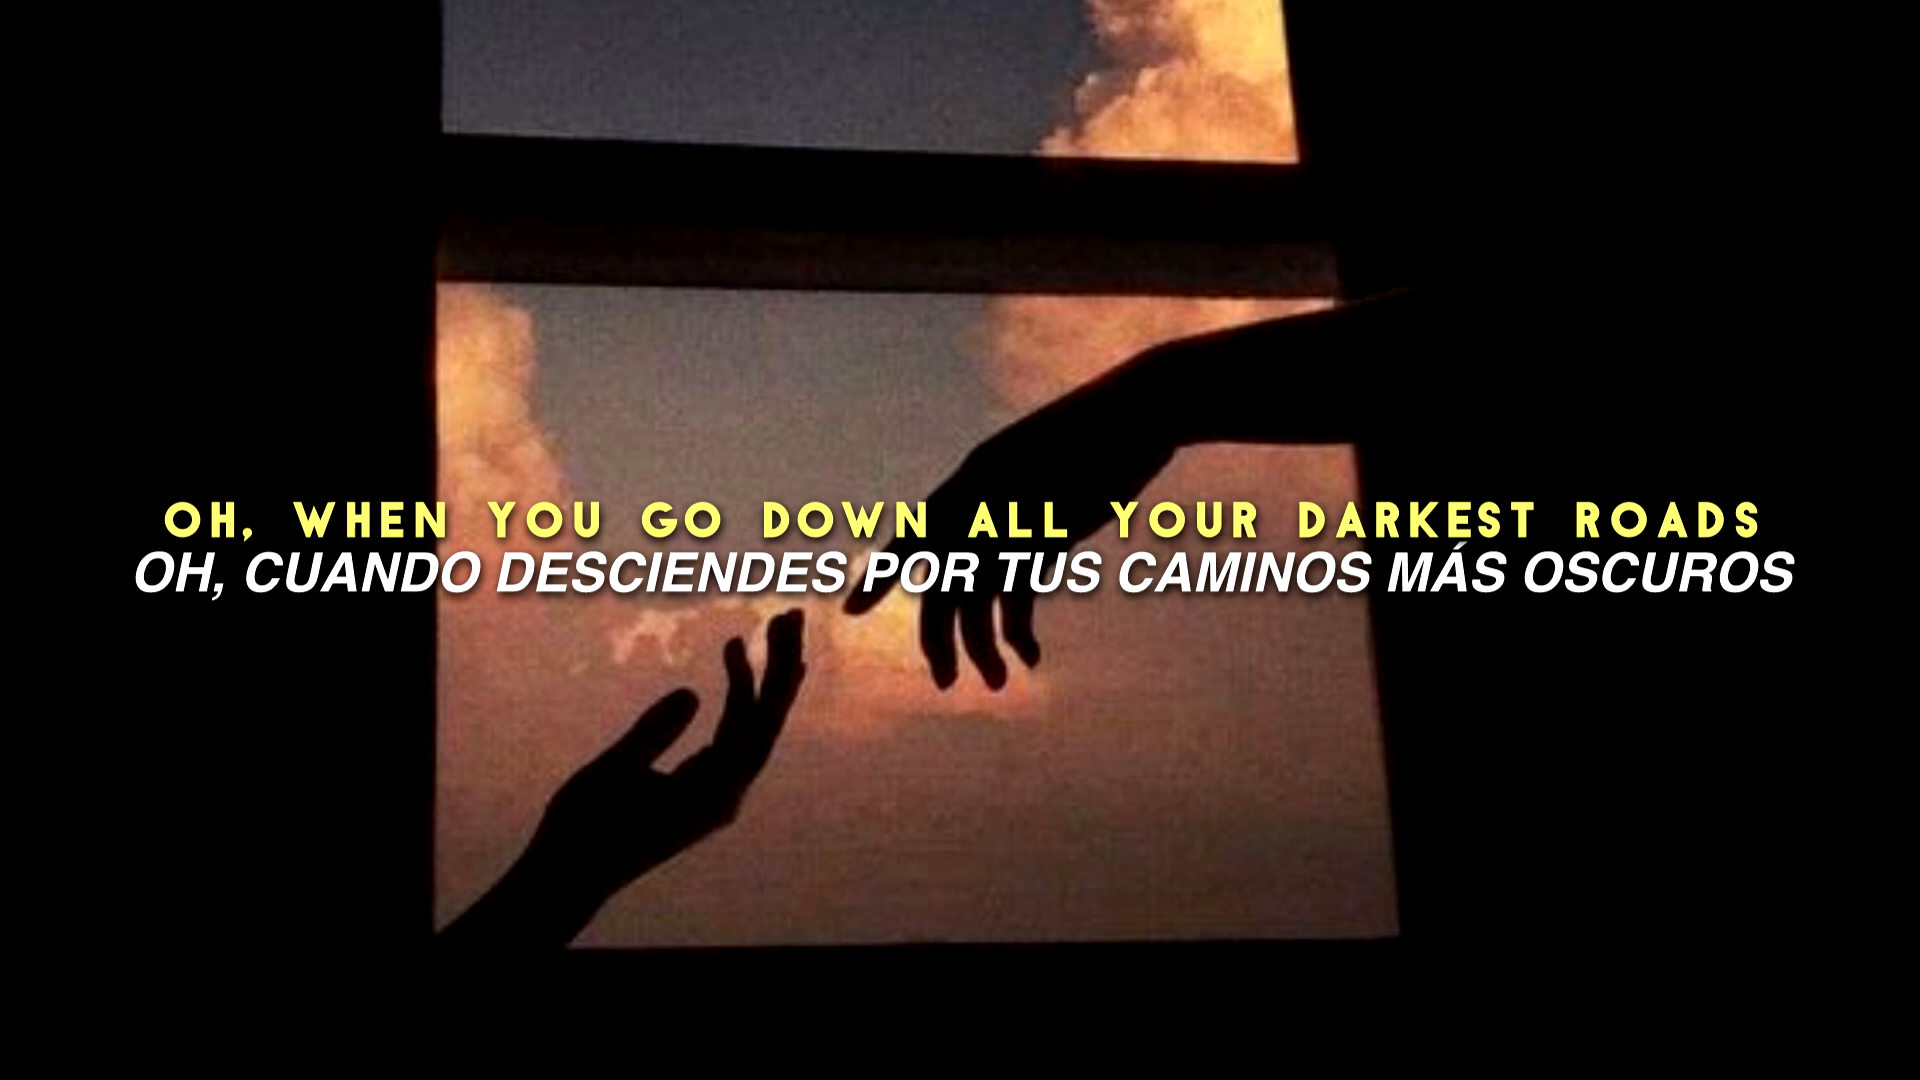 OH, WHEN YOU GO DOWN ALL YOUR DARKEST ROADS
OH, CUANDO DESCIENDES POR TUS CAMINOS MÁS OSCUROS